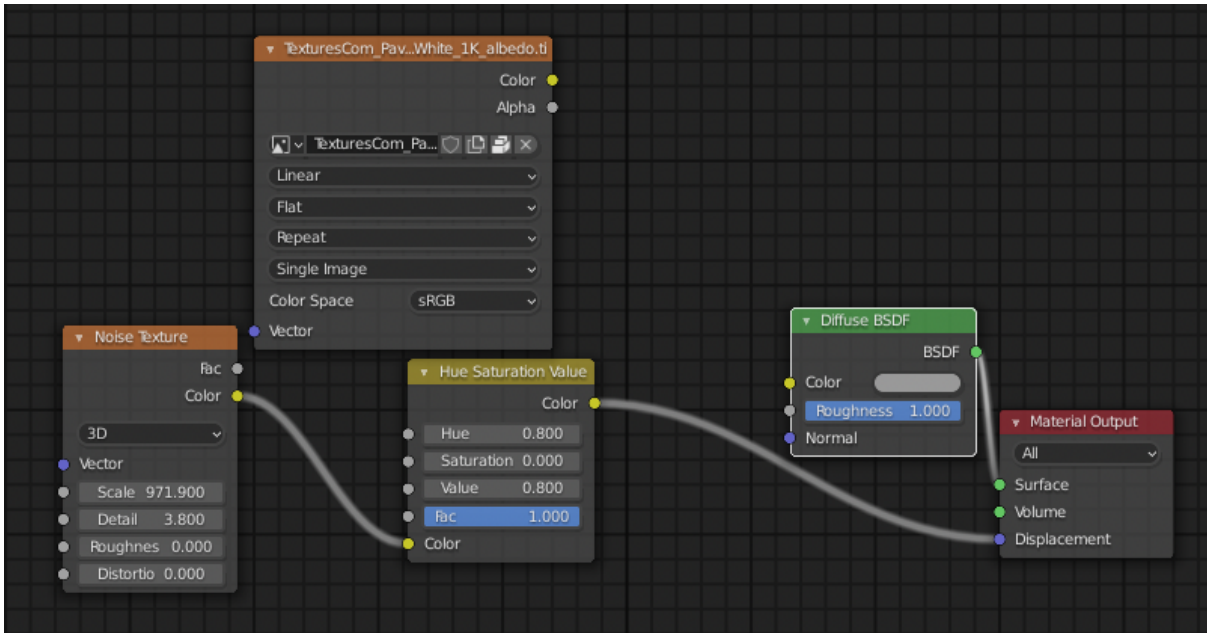 TexturesCom_Pav...White_1K_albedo.ti
Color
Alpha
TexturesCom_Pa...
Linear
Flat
Repeat
Single Image
Color Space sRGB
Vector
Noise Texture
Fac
Color
3D
Vector
Scale 971.900
Detail 3.800
Roughnes 0.000
Distortio 0.000
Hue Saturation Value
Color
Hue 0.800
Saturation 0.000
Value 0.800
Fac 1.000
Color
Diffuse BSDF
BSDF
Color
Roughness 1.000
Normal
Material Output
All
Surface
Volume
Displacement